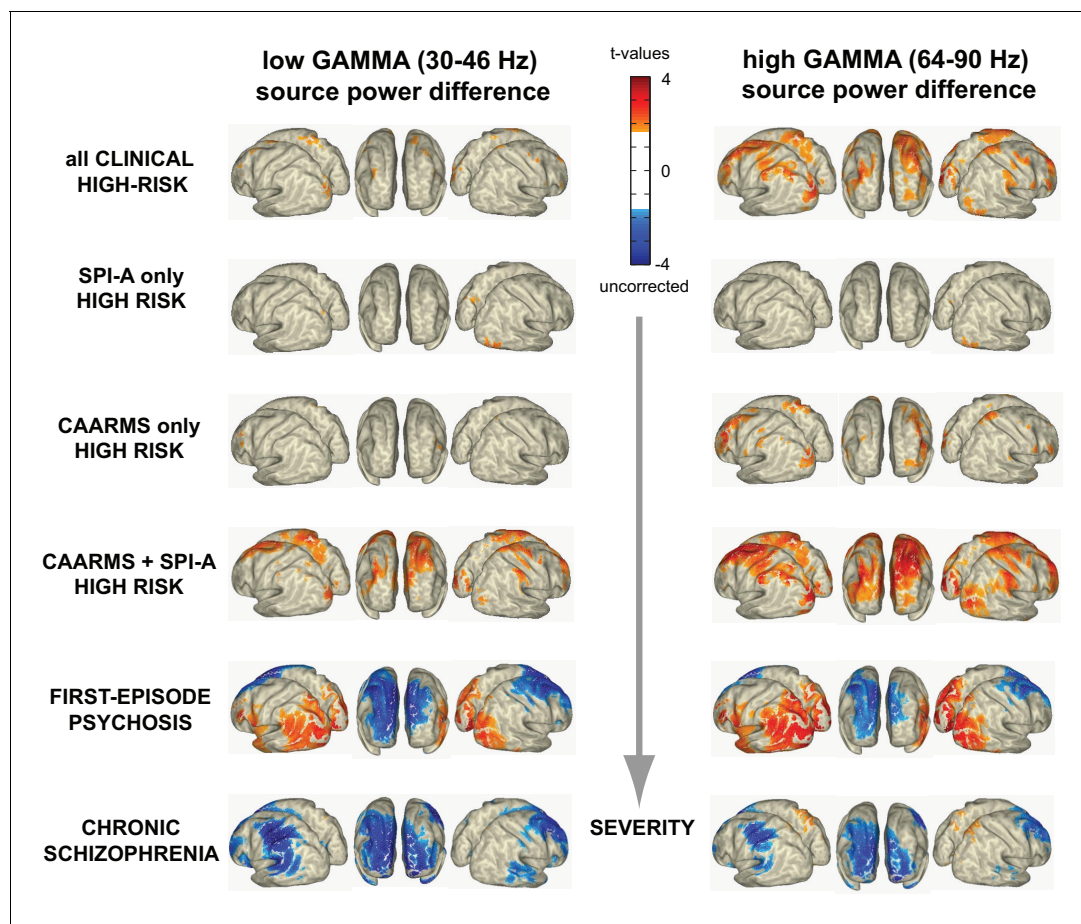 low GAMMA (30-46 Hz)
source power difference
t-values
4
0
-4
uncorrected
high GAMMA (64-90 Hz)
source power difference
all CLINICAL
HIGH-RISK
SPI-A only
HIGH RISK
CAARMS only
HIGH RISK
CAARMS + SPI-A
HIGH RISK
FIRST-EPISODE
PSYCHOSIS
CHRONIC
SCHIZOPHRENIA
SEVERITY